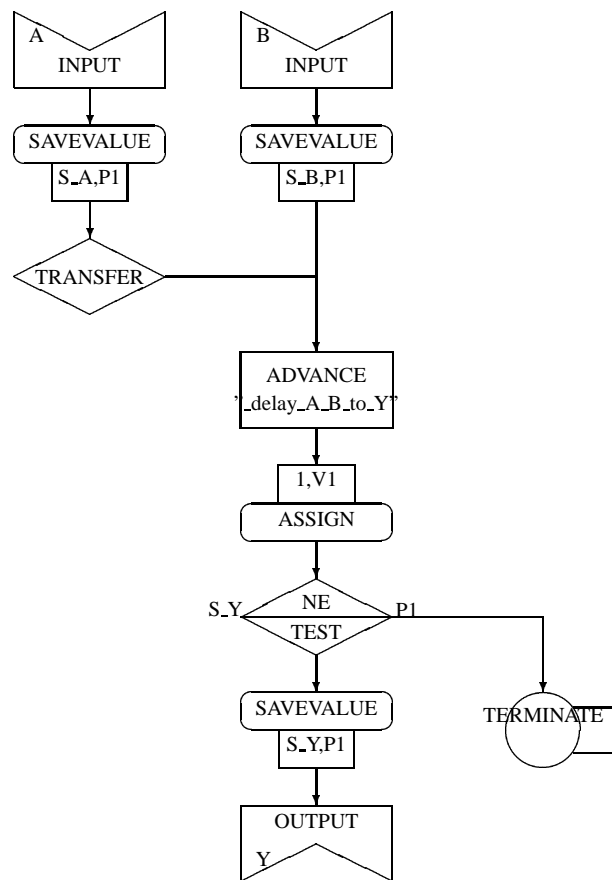 A
INPUT
B
INPUT
SAVEVALUE
S_A,P1
SAVEVALUE
S_B,P1
TRANSFER
ADVANCE
"_delay_A_B_to_Y"
1,V1
ASSIGN
S_Y
NE
P1
TEST
SAVEVALUE
S_Y,P1
TERMINATE
OUTPUT
Y